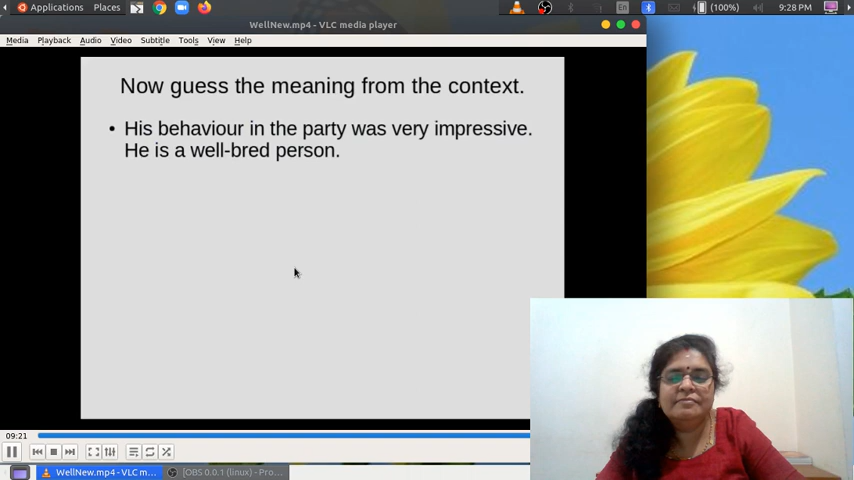 Applications Places En (100%) 9:28 PM
WellNew.mp4 - VLC media player
Media Playback Audio Video Subtitle Tools View Help
Now guess the meaning from the context.
• His behaviour in the party was very impressive.
He is a well-bred person.
09:21
WellNew.mp4 - VLC m... [OBS 0.0.1 (linux) - Pro...